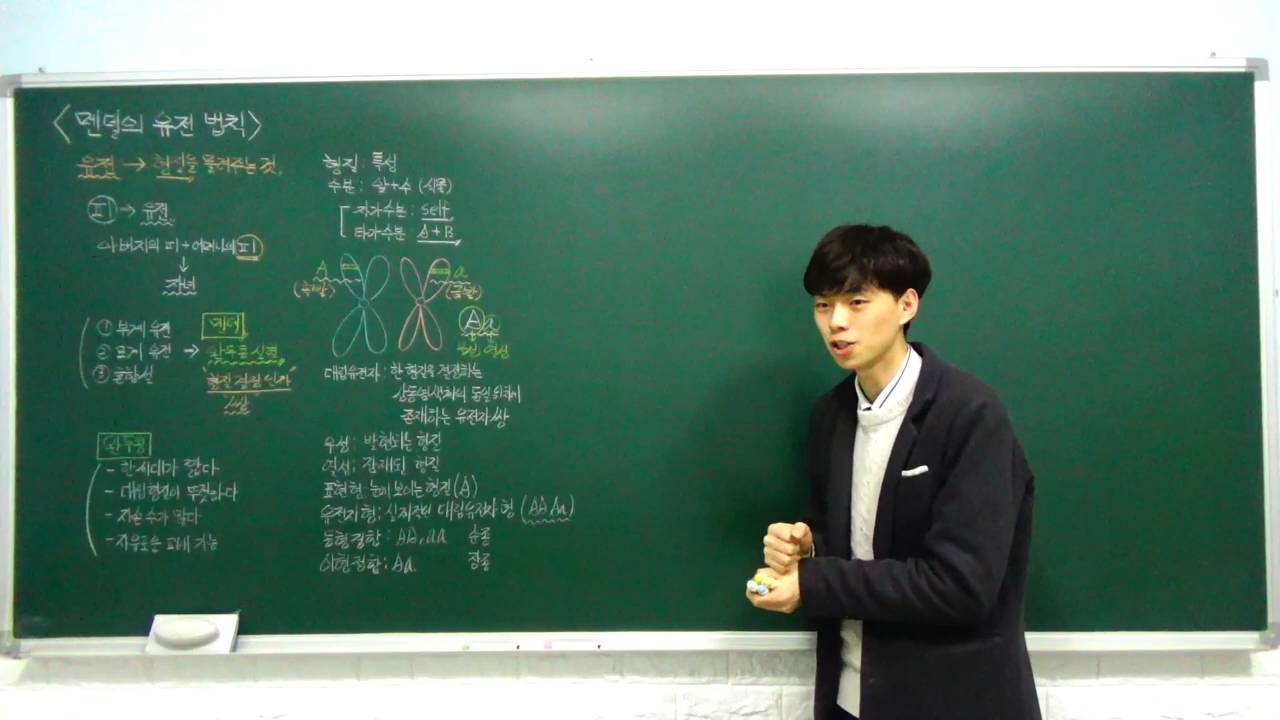 <멘델의 유전 법칙>
유전 → 형질을 물려주는 것.
피 → 유전
아버지의 피 + 어머니의 피
↓
자녀
① 부계 유전
② 모계 유전 →
③ 혼합설
멘델
완두콩 실험
"형질 결정 인자"
1쌍
완두콩
- 한세대가 짧다
- 대립형질이 뚜렷하다
- 자손 수가 많다
- 자유로운 교배 가능
형질 : 특성
수분 : 암+수 (식물)
자가수분 : self
타가수분 A+B
A a
Aa
우성 열성
대립유전자 : 한 형질을 결정하는
상동염색체의 동일 위치에
존재하는 유전자쌍
우성 : 발현되는 형질
열성 : 잠재된 형질
표현형 : 눈에 보이는 형질 (A)
유전자형 : 대립유전자 형 (AA Aa)
동형접합 : AA, aa 순종
이형접합 : Aa 잡종